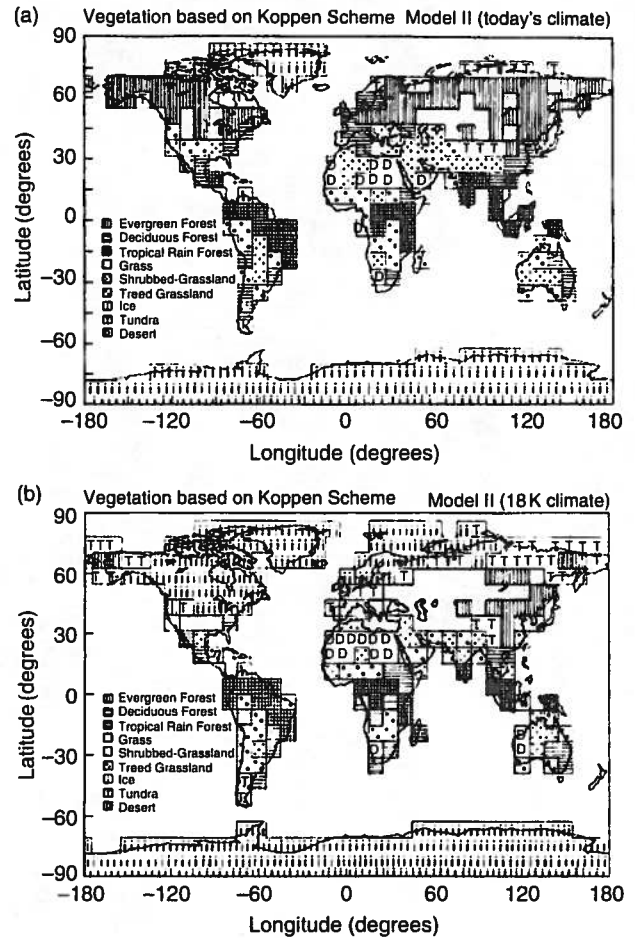 (a) Vegetation based on Koppen Scheme Model II (today's climate)
90
60
30
0
−30
−60
−90
Latitude (degrees)
Evergreen Forest
Deciduous Forest
Tropical Rain Forest
Grass
Shrubbed-Grassland
Treed Grassland
Ice
Tundra
Desert
−180 −120 −60 0 60 120 180
Longitude (degrees)
(b) Vegetation based on Koppen Scheme Model II (18K climate)
90
60
30
0
−30
−60
−90
Latitude (degrees)
Evergreen Forest
Deciduous Forest
Tropical Rain Forest
Grass
Shrubbed-Grassland
Treed Grassland
Ice
Tundra
Desert
−180 −120 −60 0 60 120 180
Longitude (degrees)